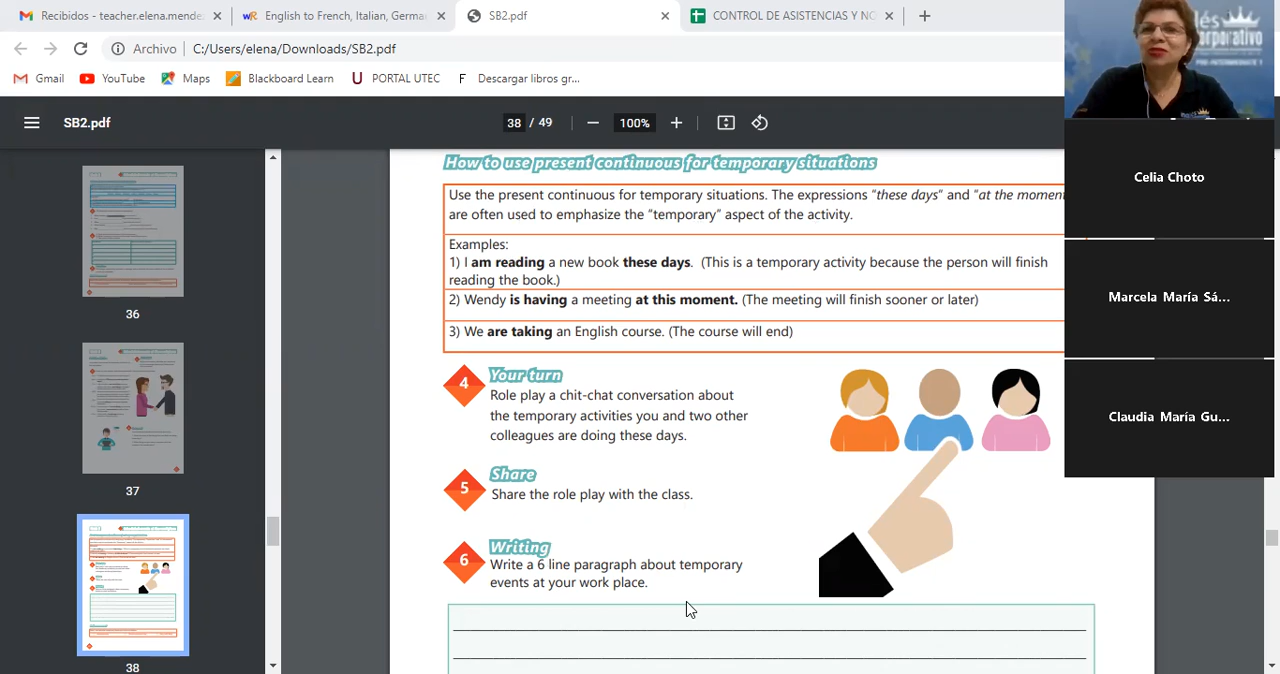 Recibidos - teacher.elena.mende
English to French, Italian, Germa
SB2.pdf
CONTROL DE ASISTENCIAS Y NO
Archivo
C:/Users/elena/Downloads/SB2.pdf
Gmail
YouTube
Maps
Blackboard Learn
PORTAL UTEC
Descargar libros gr...
SB2.pdf
38 / 49
100%
36
37
38
How to use present continuous for temporary situations
Use the present continuous for temporary situations. The expressions "these days" and "at the moment
are often used to emphasize the "temporary" aspect of the activity.
Examples:
1) I am reading a new book these days. (This is a temporary activity because the person will finish
reading the book.)
2) Wendy is having a meeting at this moment. (The meeting will finish sooner or later)
3) We are taking an English course. (The course will end)
4
Your turn
Role play a chit-chat conversation about
the temporary activities you and two other
colleagues are doing these days.
5
Share
Share the role play with the class.
6
Writing
Write a 6 line paragraph about temporary
events at your work place.
Celia Choto
Marcela María Sá...
Claudia María Gu...